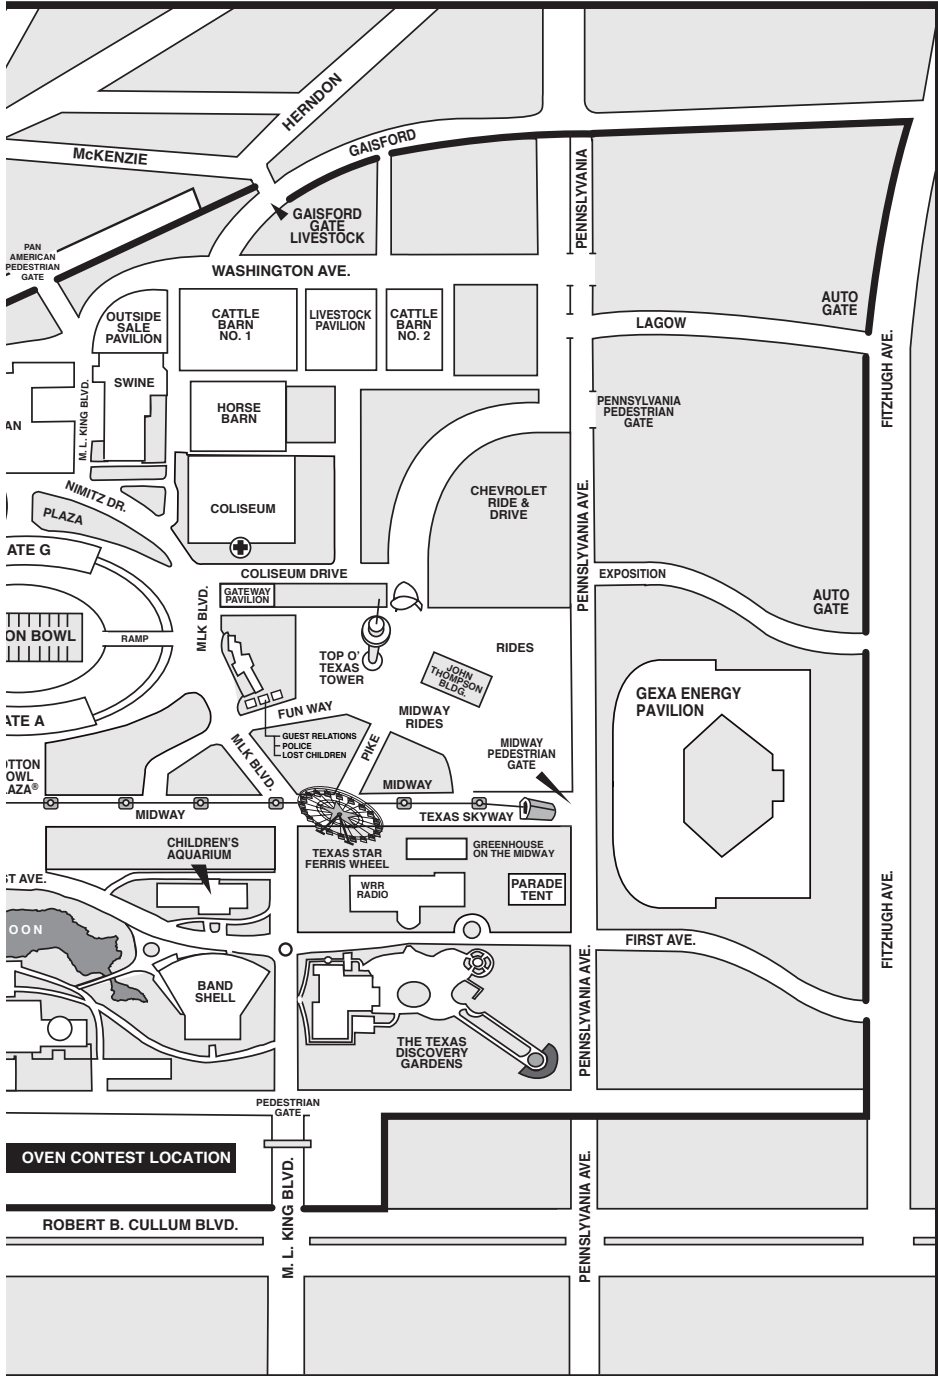 HERNDON
GAISFORD
McKENZIE
PENNSYLVANIA
GAISFORD
GATE
LIVESTOCK
PAN
AMERICAN
PEDESTRIAN
GATE
WASHINGTON AVE.
AUTO
GATE
OUTSIDE
SALE
PAVILION
CATTLE
BARN
NO. 1
LIVESTOCK
PAVILION
CATTLE
BARN
NO. 2
LAGOW
FITZHUGH AVE.
SWINE
M. L. KING BLVD.
AN
HORSE
BARN
PENNSYLVANIA
PEDESTRIAN
GATE
NIMITZ DR.
PLAZA
COLISEUM
CHEVROLET
RIDE &
DRIVE
PENNSYLVANIA AVE.
ATE G
COLISEUM DRIVE
EXPOSITION
GATEWAY
PAVILION
MLK BLVD.
AUTO
GATE
ON BOWL
RAMP
TOP O’
TEXAS
TOWER
RIDES
JOHN
THOMPSON
BLDG.
GEXA ENERGY
PAVILION
ATE A
FUN WAY
MIDWAY
RIDES
GUEST RELATIONS
POLICE
LOST CHILDREN
MLK BLVD.
PIKE
MIDWAY
PEDESTRIAN
GATE
OTTON
OWL
AZA®
MIDWAY
MIDWAY
TEXAS SKYWAY
CHILDREN’S
AQUARIUM
TEXAS STAR
FERRIS WHEEL
GREENHOUSE
ON THE MIDWAY
ST AVE.
WRR
RADIO
PARADE
TENT
FITZHUGH AVE.
OON
FIRST AVE.
BAND
SHELL
PENNSYLVANIA AVE.
THE TEXAS
DISCOVERY
GARDENS
PEDESTRIAN
GATE
OVEN CONTEST LOCATION
M. L. KING BLVD.
PENNSLYVANIA AVE.
ROBERT B. CULLUM BLVD.